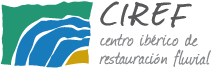 CIREF
centro ibérico de
restauración fluvial